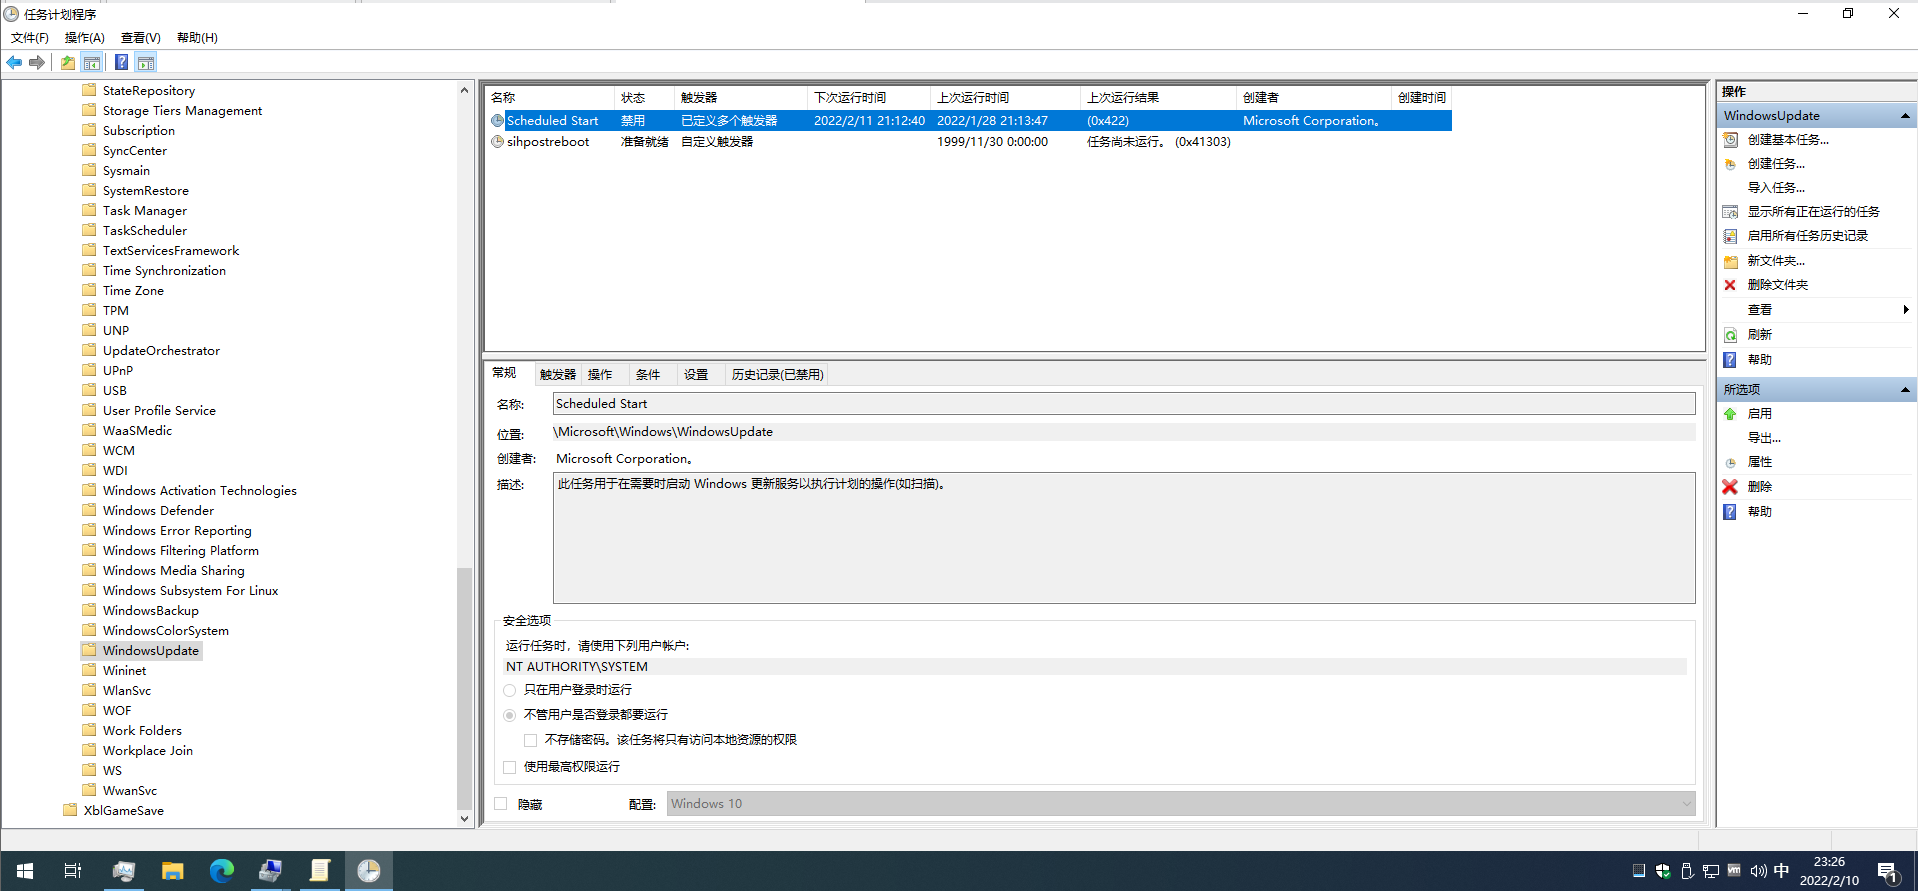 任务计划程序
文件(F) 操作(A) 查看(V) 帮助(H)
StateRepository
Storage Tiers Management
Subscription
SyncCenter
Sysmain
SystemRestore
Task Manager
TaskScheduler
TextServicesFramework
Time Synchronization
Time Zone
TPM
UNP
UpdateOrchestrator
UPnP
USB
User Profile Service
WaaSMedic
WCM
WDI
Windows Activation Technologies
Windows Defender
Windows Error Reporting
Windows Filtering Platform
Windows Media Sharing
Windows Subsystem For Linux
WindowsBackup
WindowsColorSystem
WindowsUpdate
Wininet
WlanSvc
WOF
Work Folders
Workplace Join
WS
WwanSvc
XblGameSave
名称 状态 触发器 下次运行时间 上次运行时间 上次运行结果 创建者 创建时间
Scheduled Start 禁用 已定义多个触发器 2022/2/11 21:12:40 2022/1/28 21:13:47 (0x422) Microsoft Corporation。
sihpostreboot 准备就绪 自定义触发器 1999/11/30 0:00:00 任务尚未运行。 (0x41303)
常规 触发器 操作 条件 设置 历史记录(已禁用)
名称: Scheduled Start
位置: \Microsoft\Windows\WindowsUpdate
创建者: Microsoft Corporation。
描述: 此任务用于在需要时启动 Windows 更新服务以执行计划的操作(如扫描)。
安全选项
运行任务时，请使用下列用户帐户:
NT AUTHORITY\SYSTEM
只在用户登录时运行
不管用户是否登录都要运行
不存储密码。该任务将只有访问本地资源的权限
使用最高权限运行
隐藏 配置: Windows 10
操作
WindowsUpdate
创建基本任务...
创建任务...
导入任务...
显示所有正在运行的任务
启用所有任务历史记录
新文件夹...
删除文件夹
查看
刷新
帮助
所选项
启用
导出...
属性
删除
帮助
中
23:26
2022/2/10
1